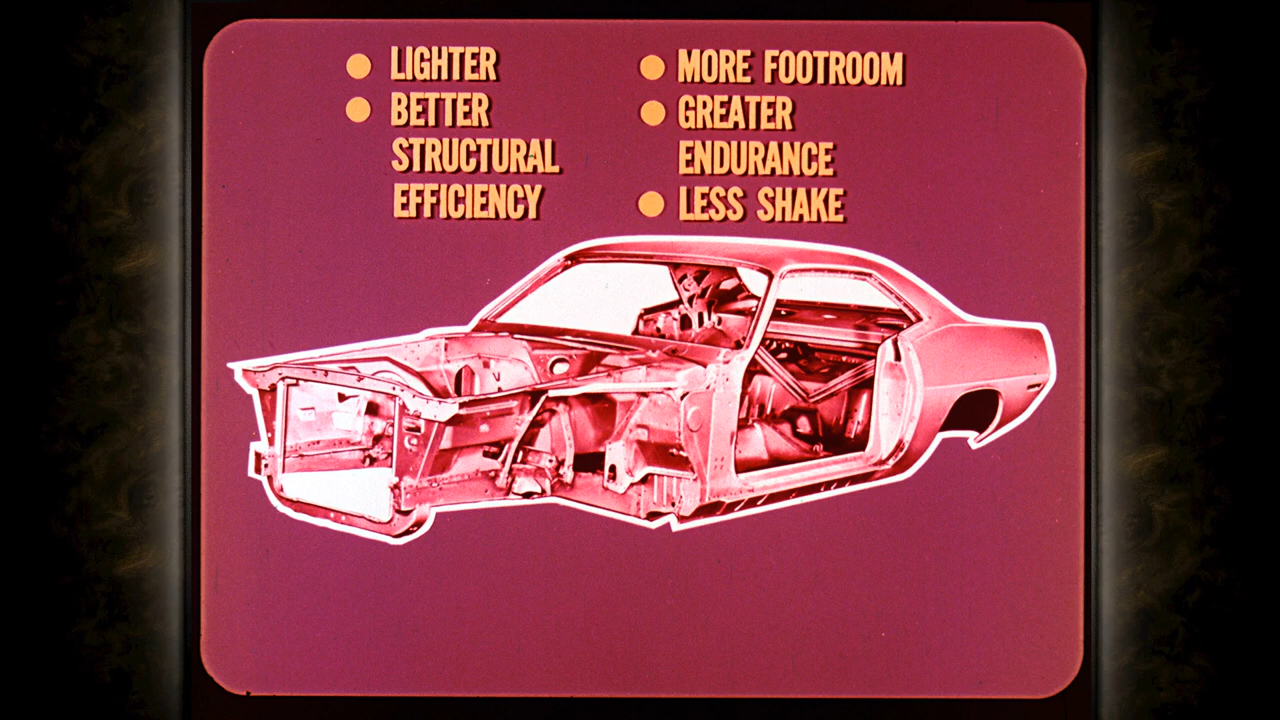 LIGHTER
BETTER
STRUCTURAL
EFFICIENCY
MORE FOOTROOM
GREATER
ENDURANCE
LESS SHAKE